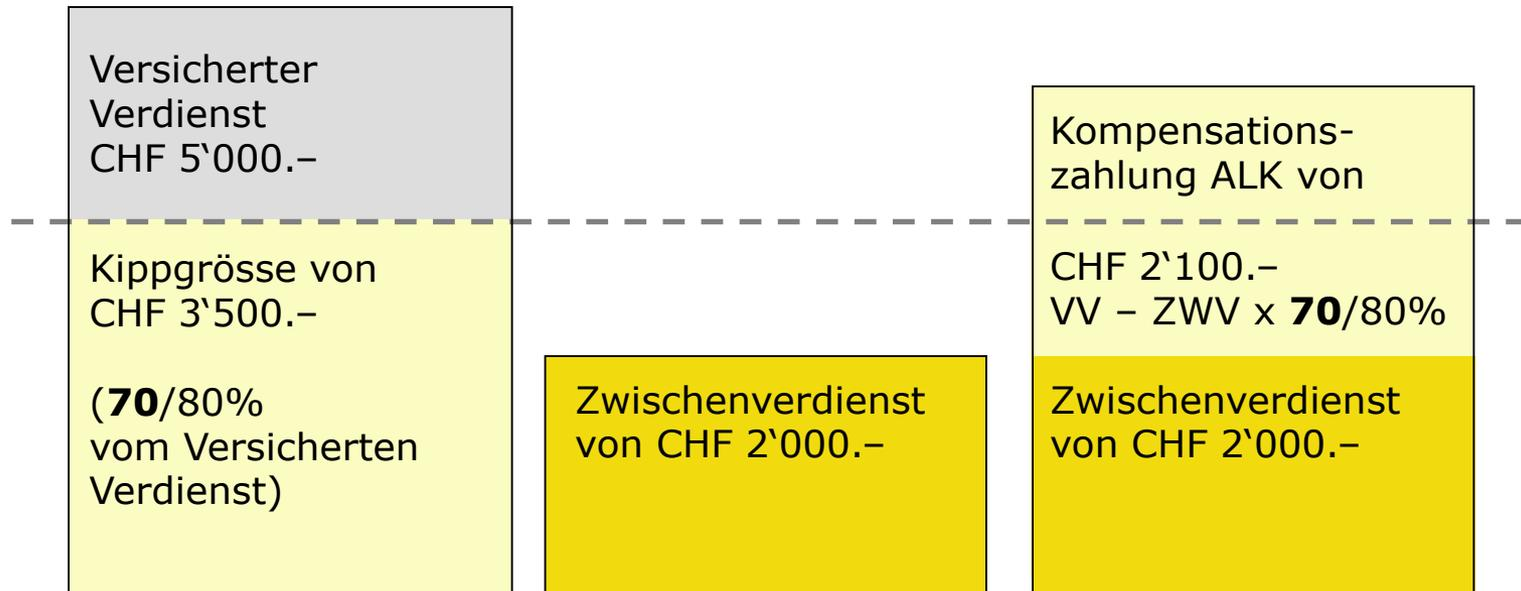 Versicherter
Verdienst
CHF 5‘000.–
Kippgrösse von
CHF 3‘500.–
(70/80%
vom Versicherten
Verdienst)
Zwischenverdienst
von CHF 2‘000.–
Kompensations-
zahlung ALK von
CHF 2‘100.–
VV – ZWV x 70/80%
Zwischenverdienst
von CHF 2‘000.–